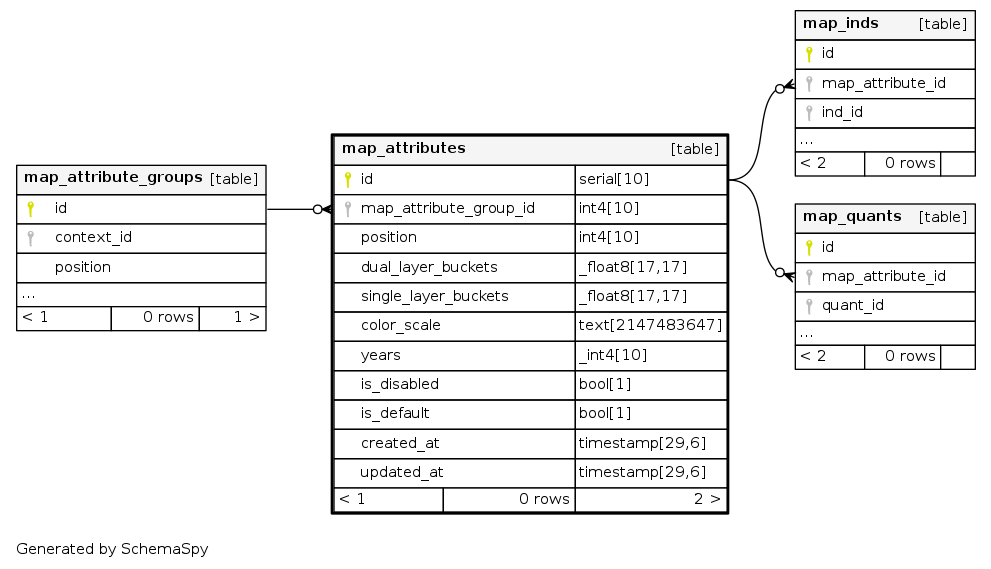 map_attribute_groups [table]
id
context_id
position
...
< 1 0 rows 1 >
map_attributes [table]
id serial[10]
map_attribute_group_id int4[10]
position int4[10]
dual_layer_buckets _float8[17,17]
single_layer_buckets _float8[17,17]
color_scale text[2147483647]
years _int4[10]
is_disabled bool[1]
is_default bool[1]
created_at timestamp[29,6]
updated_at timestamp[29,6]
< 1 0 rows 2 >
map_inds [table]
id
map_attribute_id
ind_id
...
< 2 0 rows
map_quants [table]
id
map_attribute_id
quant_id
...
< 2 0 rows
Generated by SchemaSpy